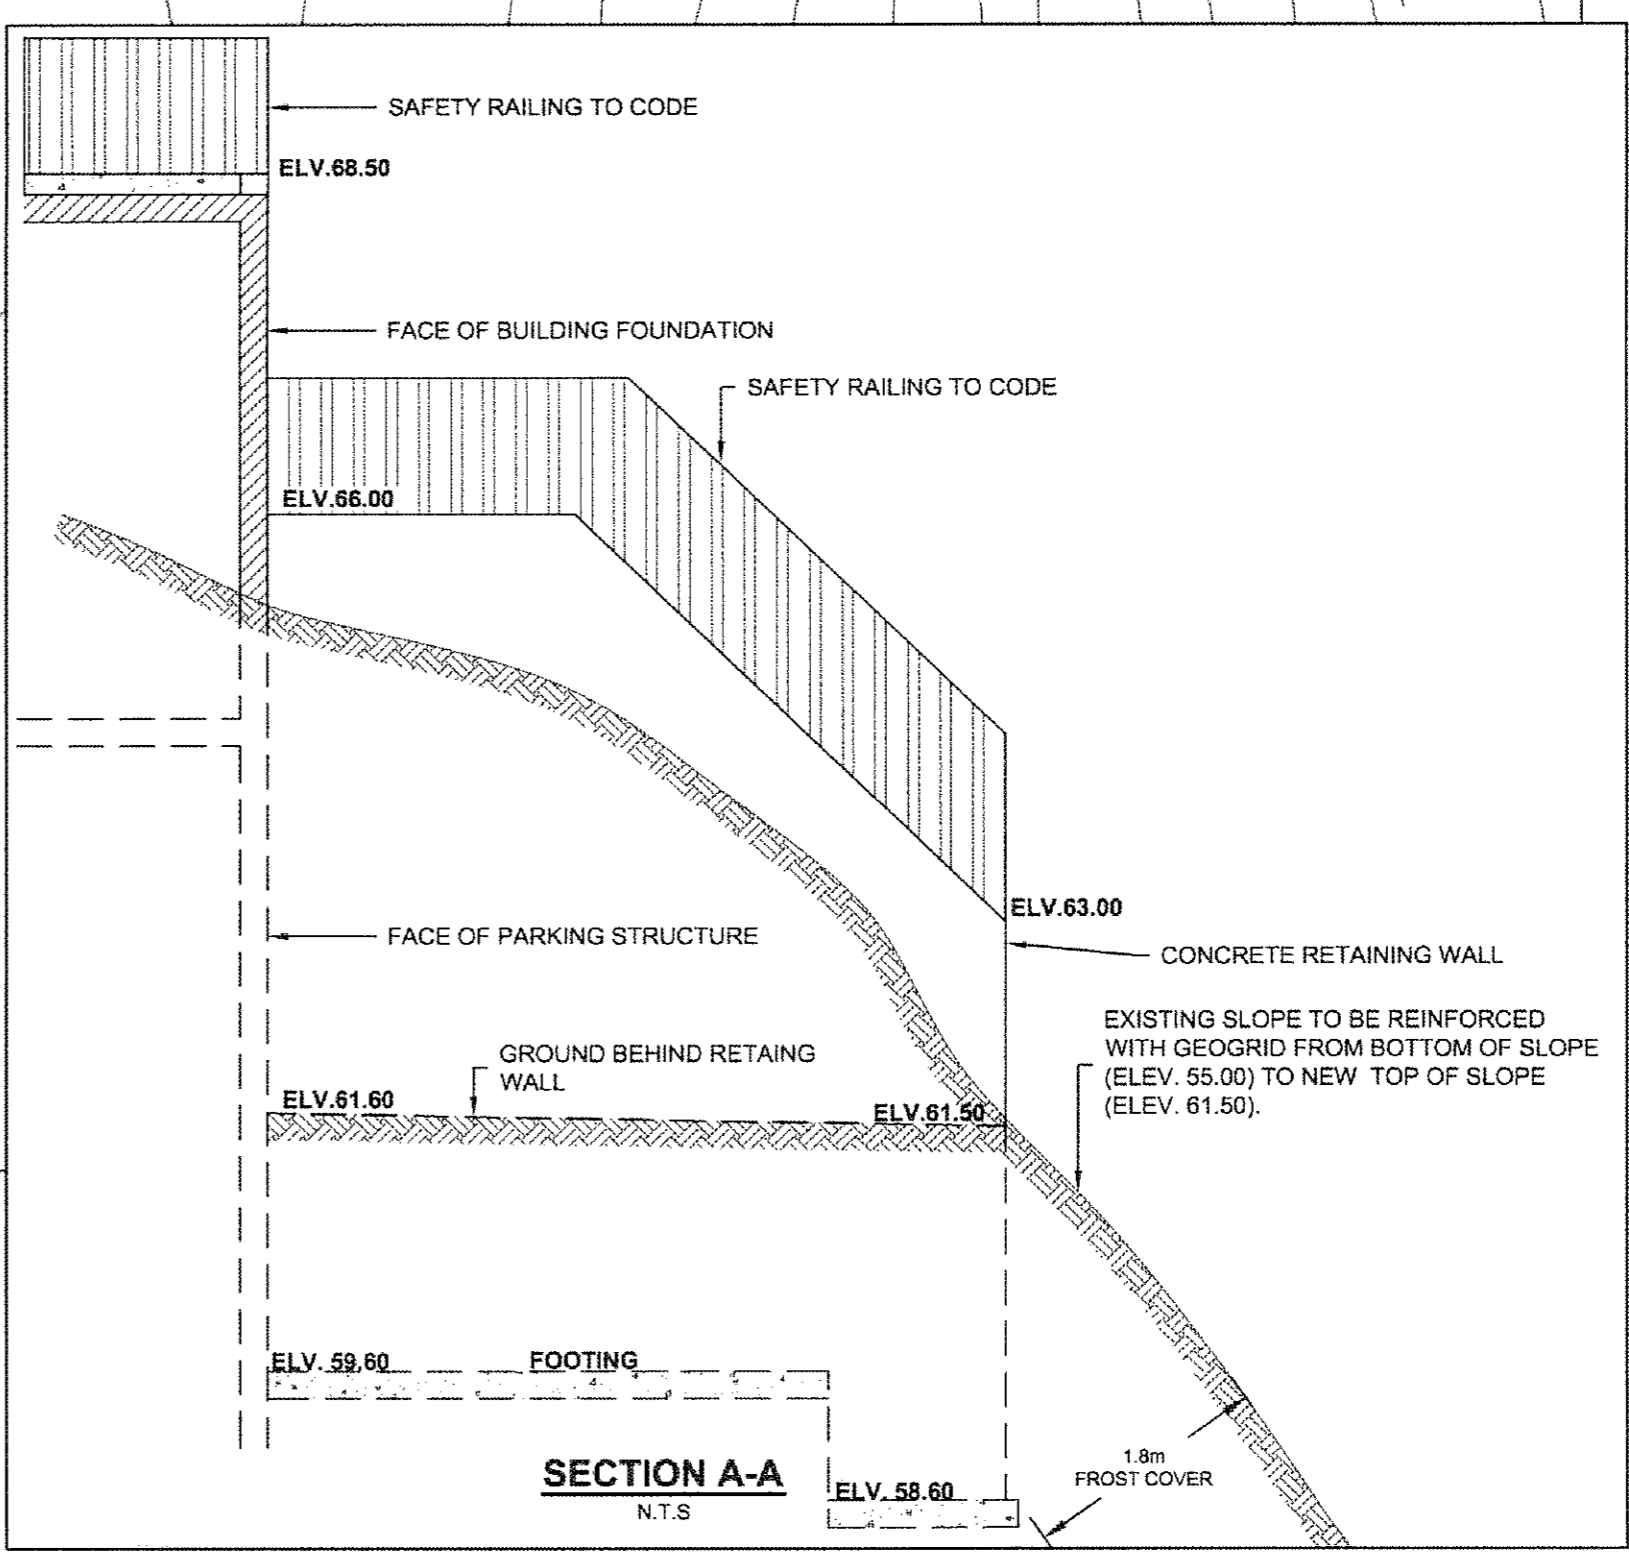 SAFETY RAILING TO CODE
ELV.68.50
FACE OF BUILDING FOUNDATION
SAFETY RAILING TO CODE
ELV.66.00
ELV.63.00
FACE OF PARKING STRUCTURE
CONCRETE RETAINING WALL
EXISTING SLOPE TO BE REINFORCED
WITH GEOGRID FROM BOTTOM OF SLOPE
(ELEV. 55.00) TO NEW TOP OF SLOPE
(ELEV. 61.50).
GROUND BEHIND RETAING
WALL
ELV.61.60
ELV.61.50
ELV. 59.60
FOOTING
1.8m
FROST COVER
SECTION A-A
N.T.S
ELV. 58.60